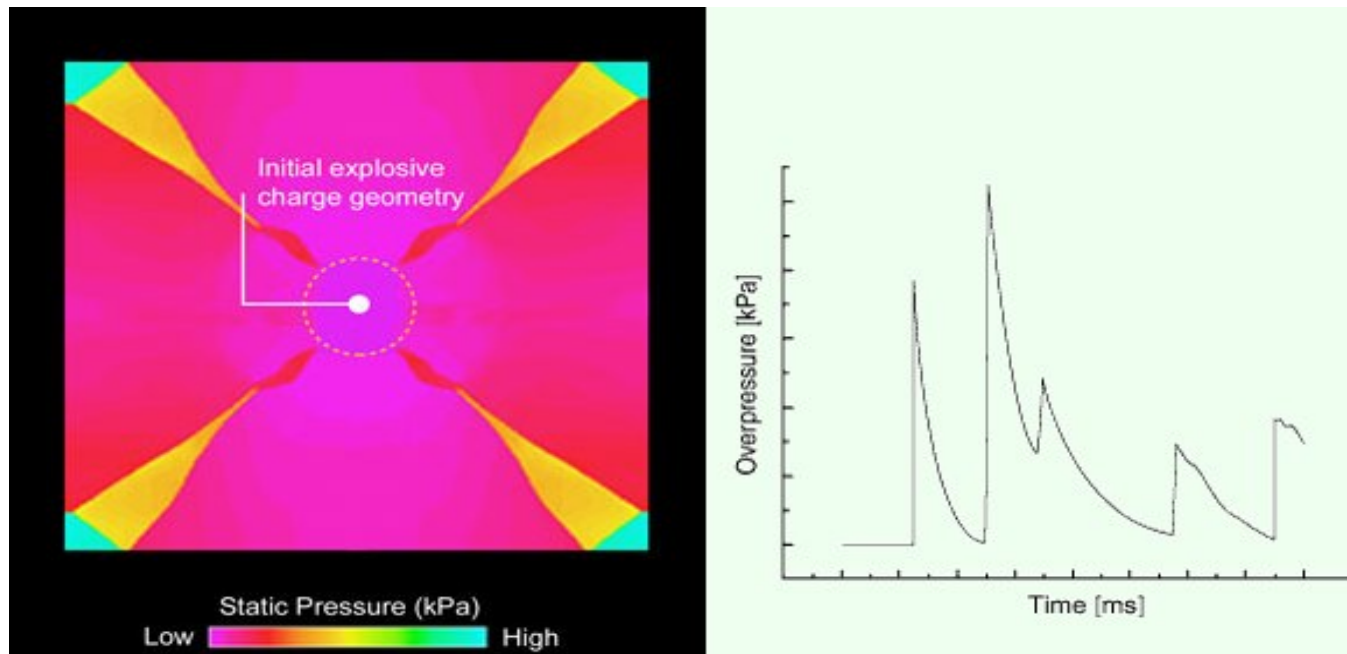 Initial explosive
charge geometry
Static Pressure (kPa)
Low High
Overpressure [kPa]
Time [ms]